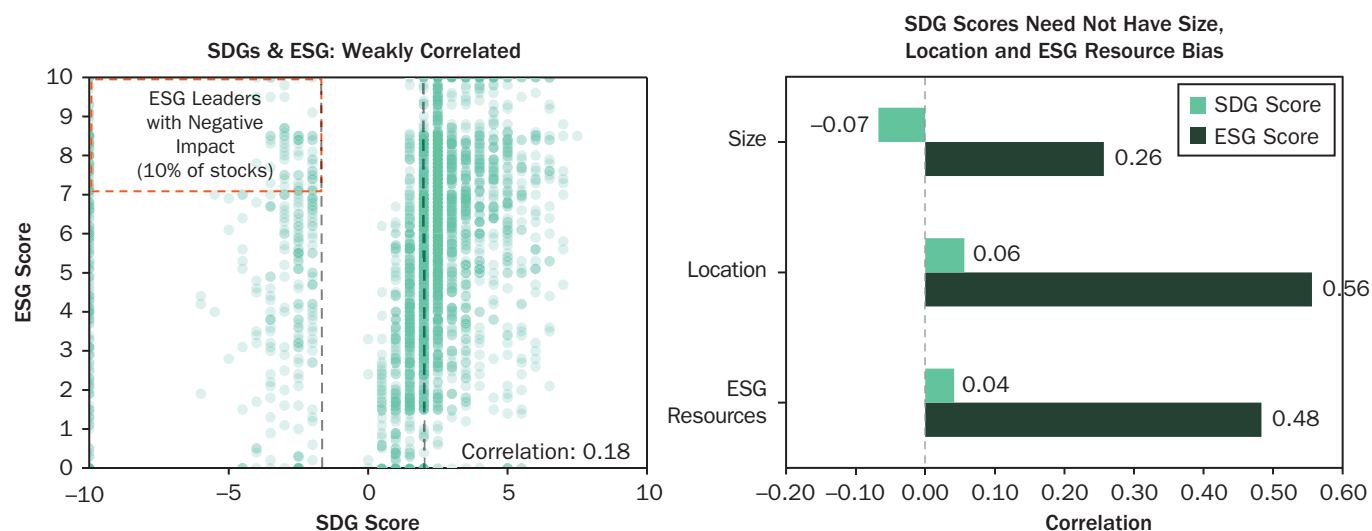 SDGs & ESG: Weakly Correlated
10
9
8
7
6
5
4
3
2
1
0
ESG Score
ESG Leaders
with Negative
Impact
(10% of stocks)
Correlation: 0.18
−10
−5
0
5
10
SDG Score
SDG Scores Need Not Have Size,
Location and ESG Resource Bias
SDG Score
ESG Score
Size
−0.07
0.26
Location
0.06
0.56
ESG
Resources
0.04
0.48
−0.20
−0.10
0.00
0.10
0.20
0.30
0.40
0.50
0.60
Correlation